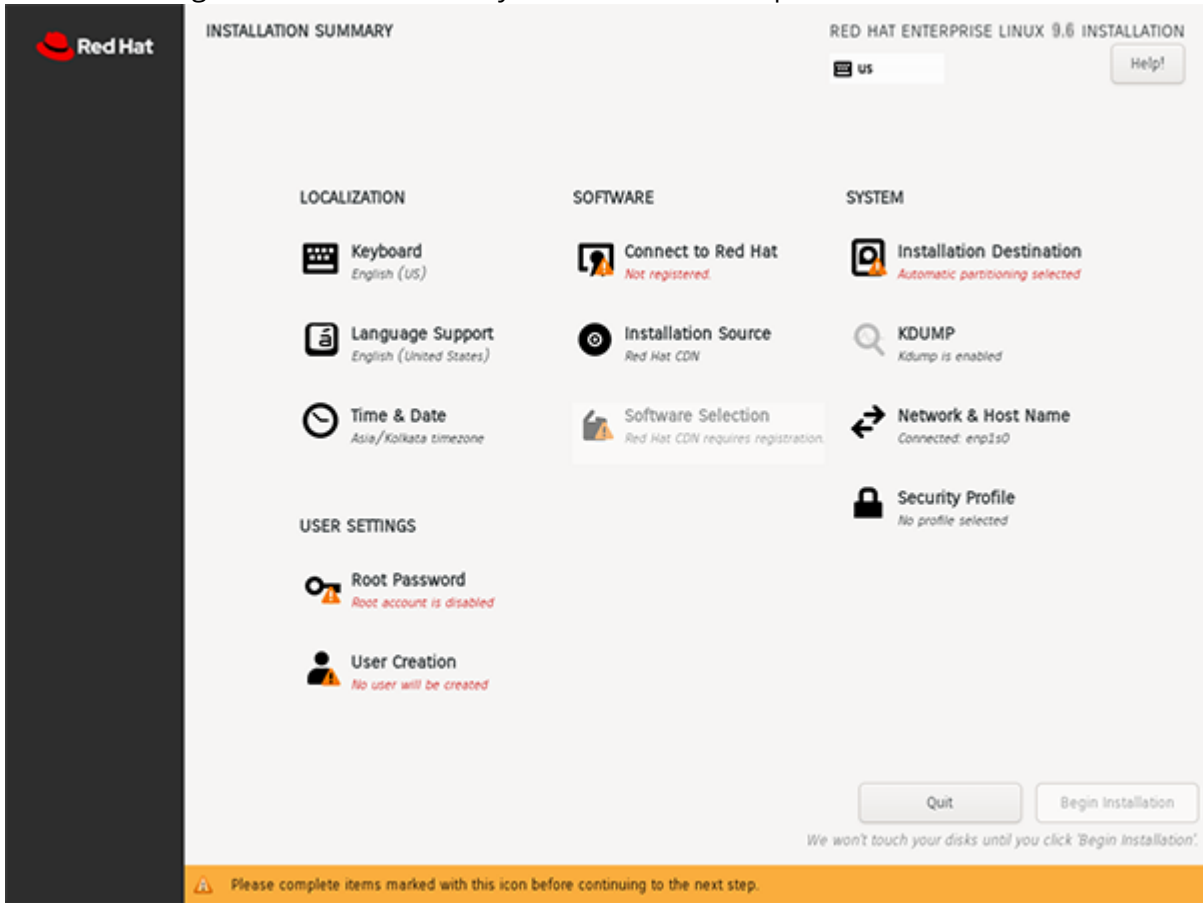 Red Hat
INSTALLATION SUMMARY
RED HAT ENTERPRISE LINUX 9.6 INSTALLATION
us
Help!
LOCALIZATION
Keyboard
English (US)
Language Support
English (United States)
Time & Date
Asia/Kolkata timezone
SOFTWARE
Connect to Red Hat
Not registered.
Installation Source
Red Hat CDN
Software Selection
Red Hat CDN requires registration.
SYSTEM
Installation Destination
Automatic partitioning selected
KDUMP
Kdump is enabled
Network & Host Name
Connected: enp1s0
Security Profile
No profile selected
USER SETTINGS
Root Password
Root account is disabled
User Creation
No user will be created
Quit
Begin Installation
We won't touch your disks until you click 'Begin Installation'.
Please complete items marked with this icon before continuing to the next step.